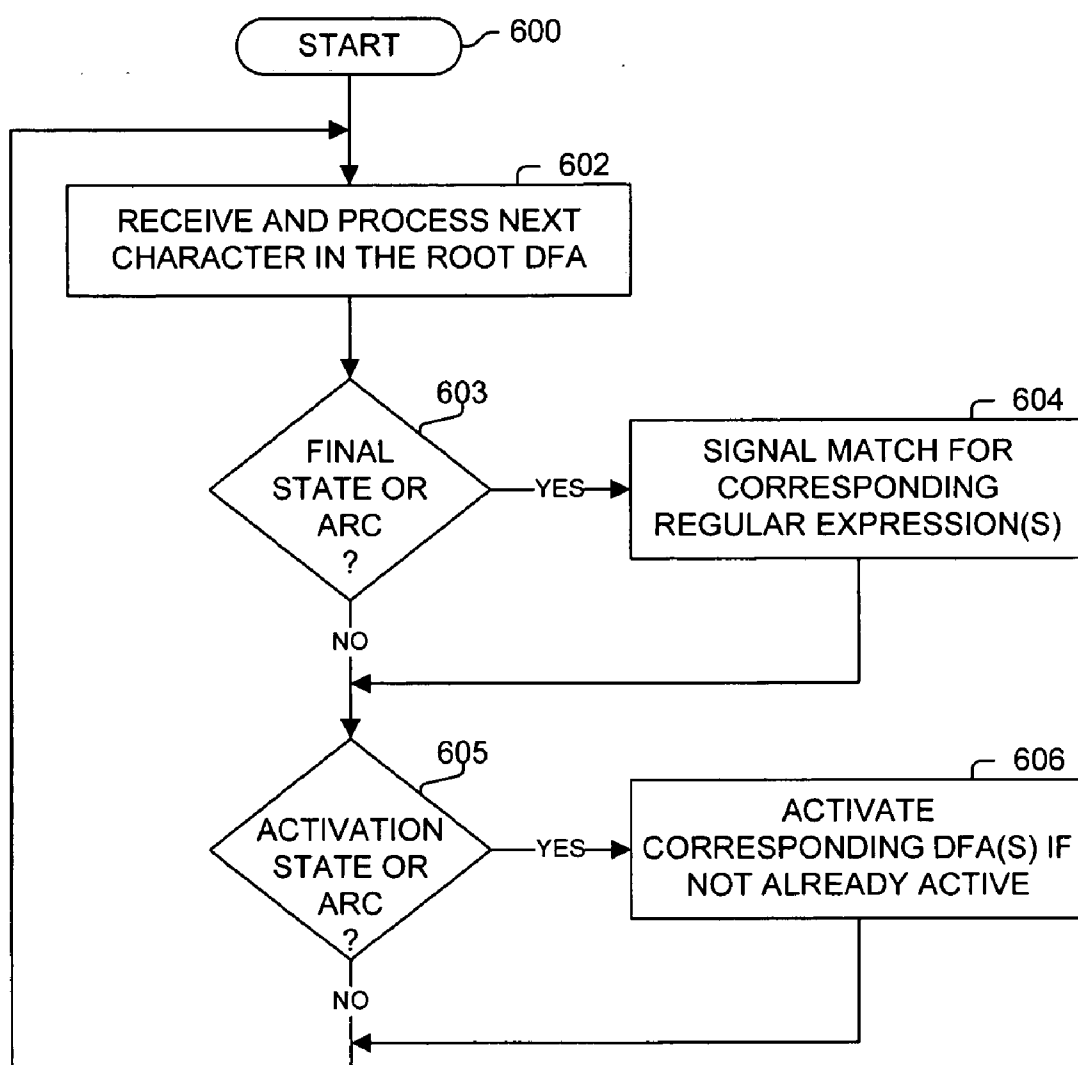 START
600
602
RECEIVE AND PROCESS NEXT
CHARACTER IN THE ROOT DFA
603
FINAL
STATE OR
ARC
?
YES
604
SIGNAL MATCH FOR
CORRESPONDING
REGULAR EXPRESSION(S)
NO
605
ACTIVATION
STATE OR
ARC
?
YES
606
ACTIVATE
CORRESPONDING DFA(S) IF
NOT ALREADY ACTIVE
NO